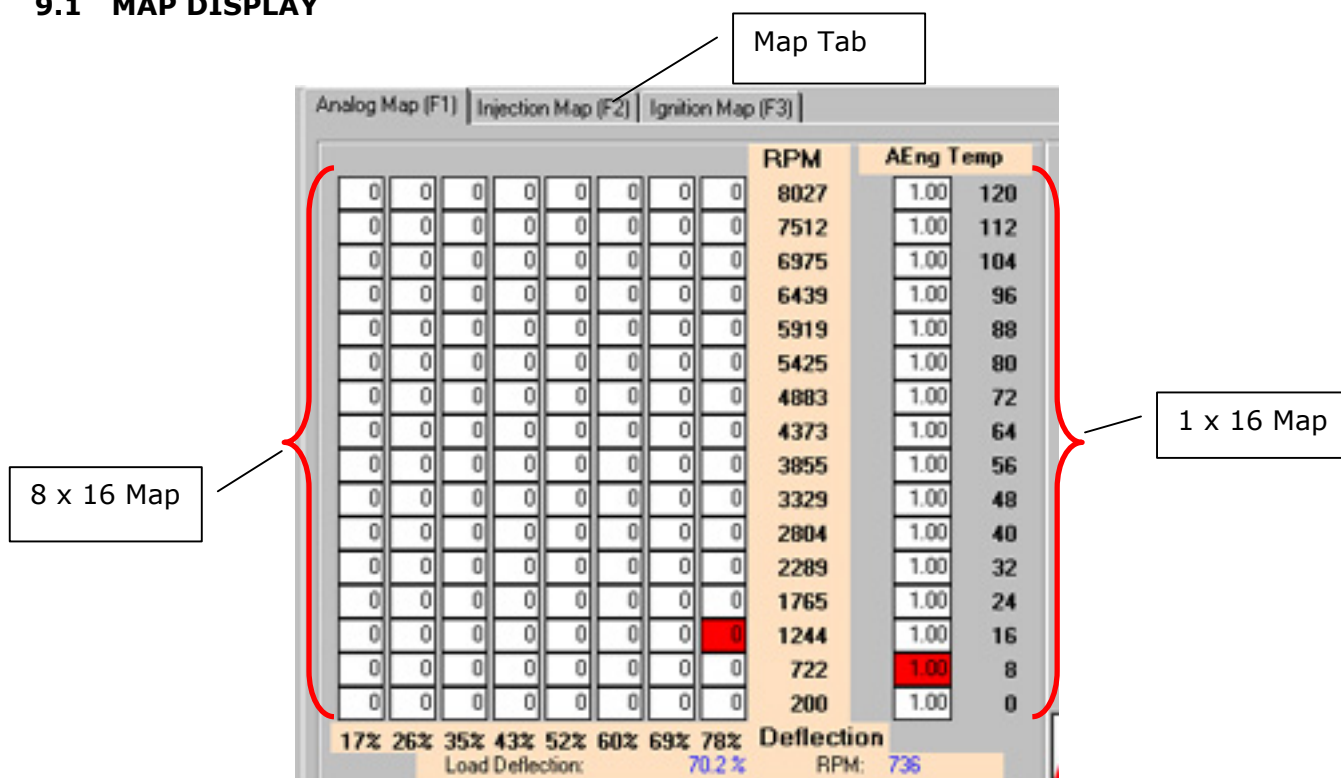 9.1 MAP DISPLAY
Map Tab
Analog Map (F1) Injection Map (F2) Ignition Map (F3)
RPM AEng Temp
0 0 0 0 0 0 0 0 8027 1.00 120
0 0 0 0 0 0 0 0 7512 1.00 112
0 0 0 0 0 0 0 0 6975 1.00 104
0 0 0 0 0 0 0 0 6439 1.00 96
0 0 0 0 0 0 0 0 5919 1.00 88
0 0 0 0 0 0 0 0 5425 1.00 80
0 0 0 0 0 0 0 0 4883 1.00 72
0 0 0 0 0 0 0 0 4373 1.00 64
1 x 16 Map
0 0 0 0 0 0 0 0 3855 1.00 56
8 x 16 Map
0 0 0 0 0 0 0 0 3329 1.00 48
0 0 0 0 0 0 0 0 2804 1.00 40
0 0 0 0 0 0 0 0 2289 1.00 32
0 0 0 0 0 0 0 0 1765 1.00 24
0 0 0 0 0 0 0 0 1244 1.00 16
0 0 0 0 0 0 0 0 722 1.00 8
0 0 0 0 0 0 0 0 200 1.00 0
17% 26% 35% 43% 52% 60% 69% 78% Deflection
Load Deflection: 70.2 % RPM: 736